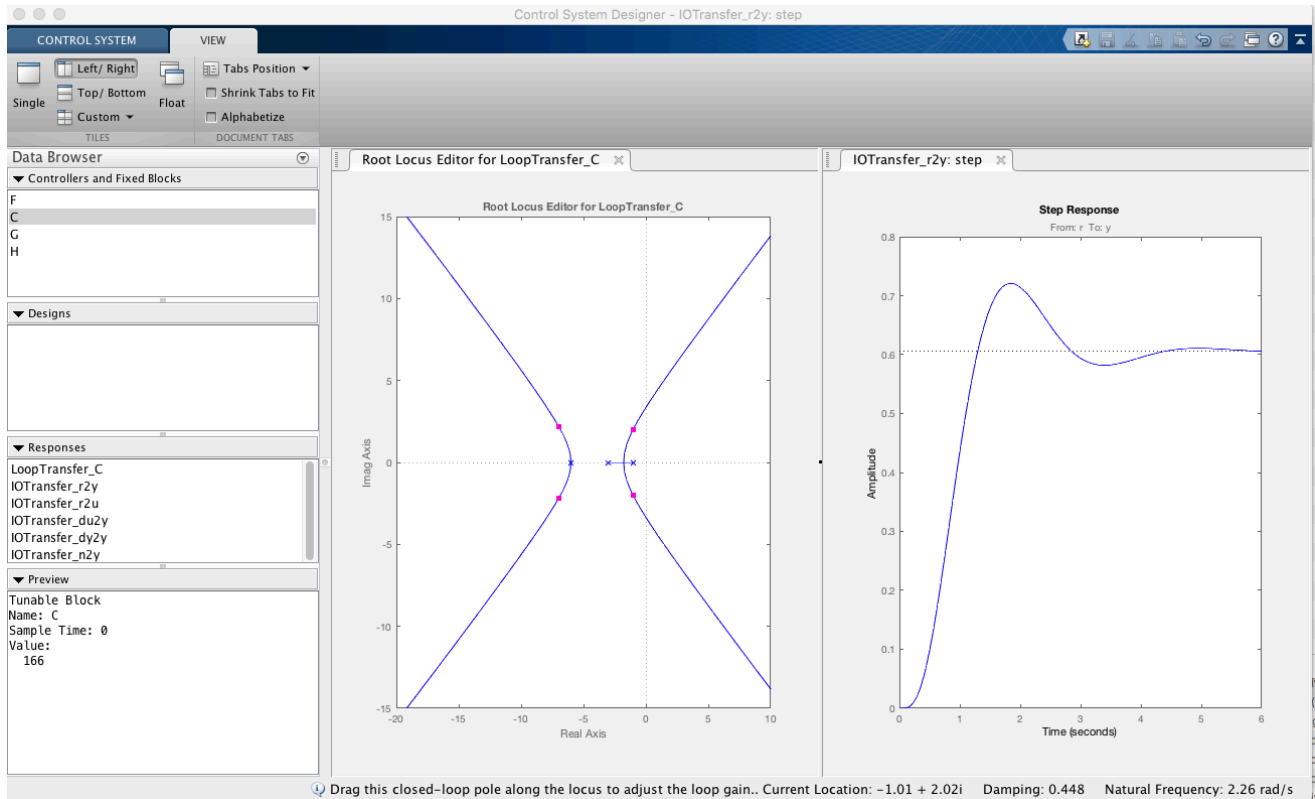 Control System Designer - IOTransfer_r2y: step
CONTROL SYSTEM
VIEW
Single
Left/ Right
Top/ Bottom
Custom
Float
Tabs Position
Shrink Tabs to Fit
Alphabetize
TILES
DOCUMENT TABS
Data Browser
Controllers and Fixed Blocks
F
C
G
H
Designs
Responses
LoopTransfer_C
IOTransfer_r2y
IOTransfer_r2u
IOTransfer_du2y
IOTransfer_dy2y
IOTransfer_n2y
Preview
Tunable Block
Name: C
Sample Time: 0
Value:
166
Root Locus Editor for LoopTransfer_C
Root Locus Editor for LoopTransfer_C
15
10
5
0
-5
-10
-15
Imag Axis
-20
-15
-10
-5
0
5
10
Real Axis
IOTransfer_r2y: step
Step Response
From: r To: y
0.8
0.7
0.6
0.5
0.4
0.3
0.2
0.1
0
Amplitude
0
1
2
3
4
5
6
Time (seconds)
Drag this closed-loop pole along the locus to adjust the loop gain.. Current Location: -1.01 + 2.02i Damping: 0.448 Natural Frequency: 2.26 rad/s